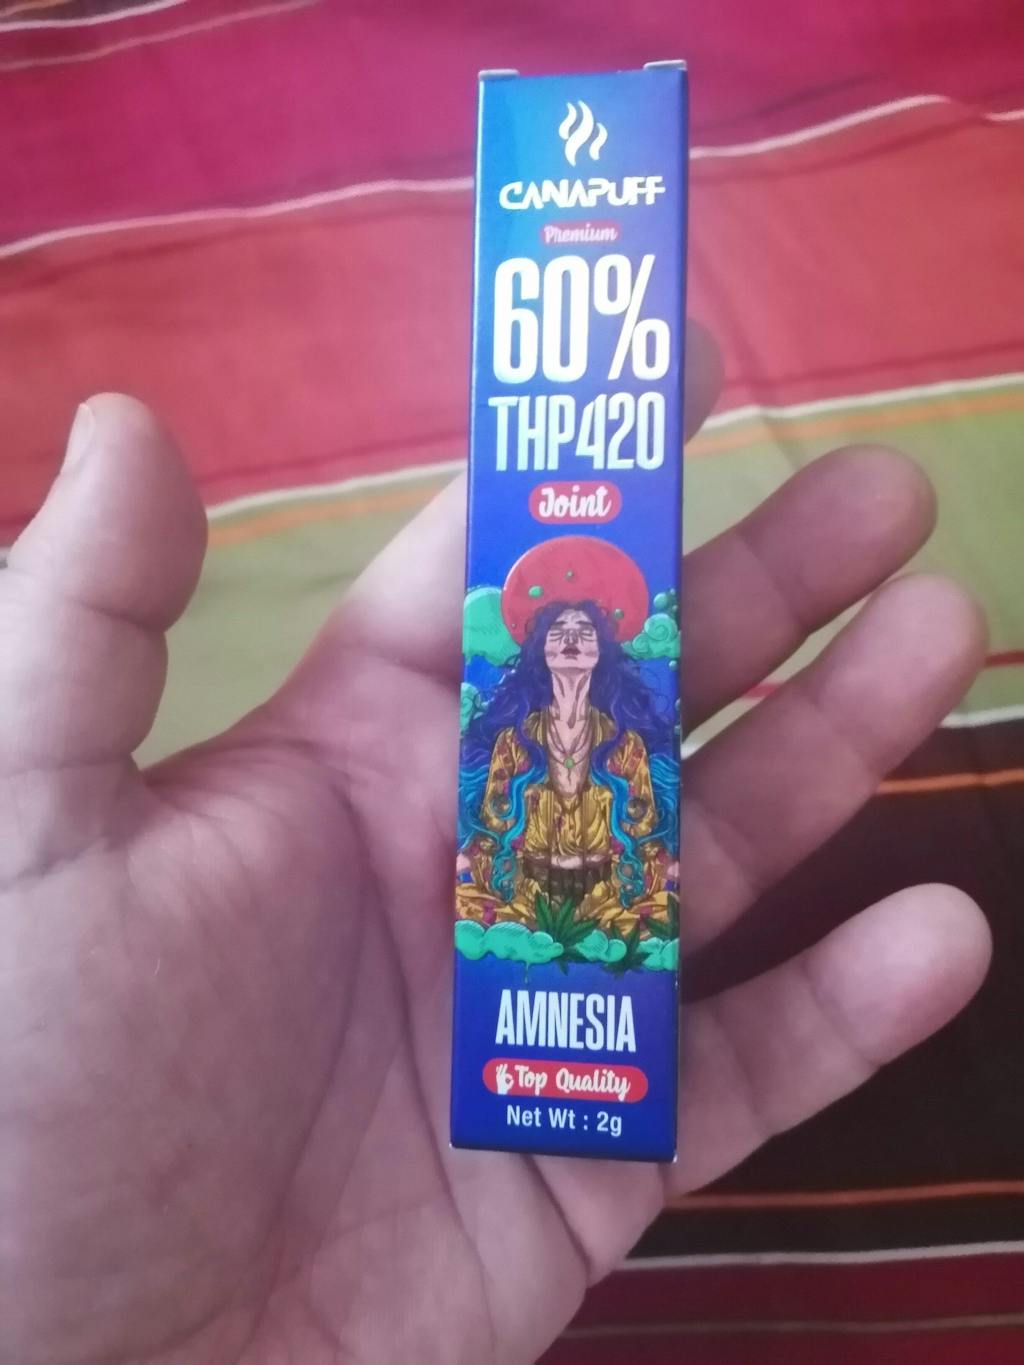 CANAPUFF
Premium
60%
THP420
Joint
AMNESIA
Top Quality
Net Wt : 2g